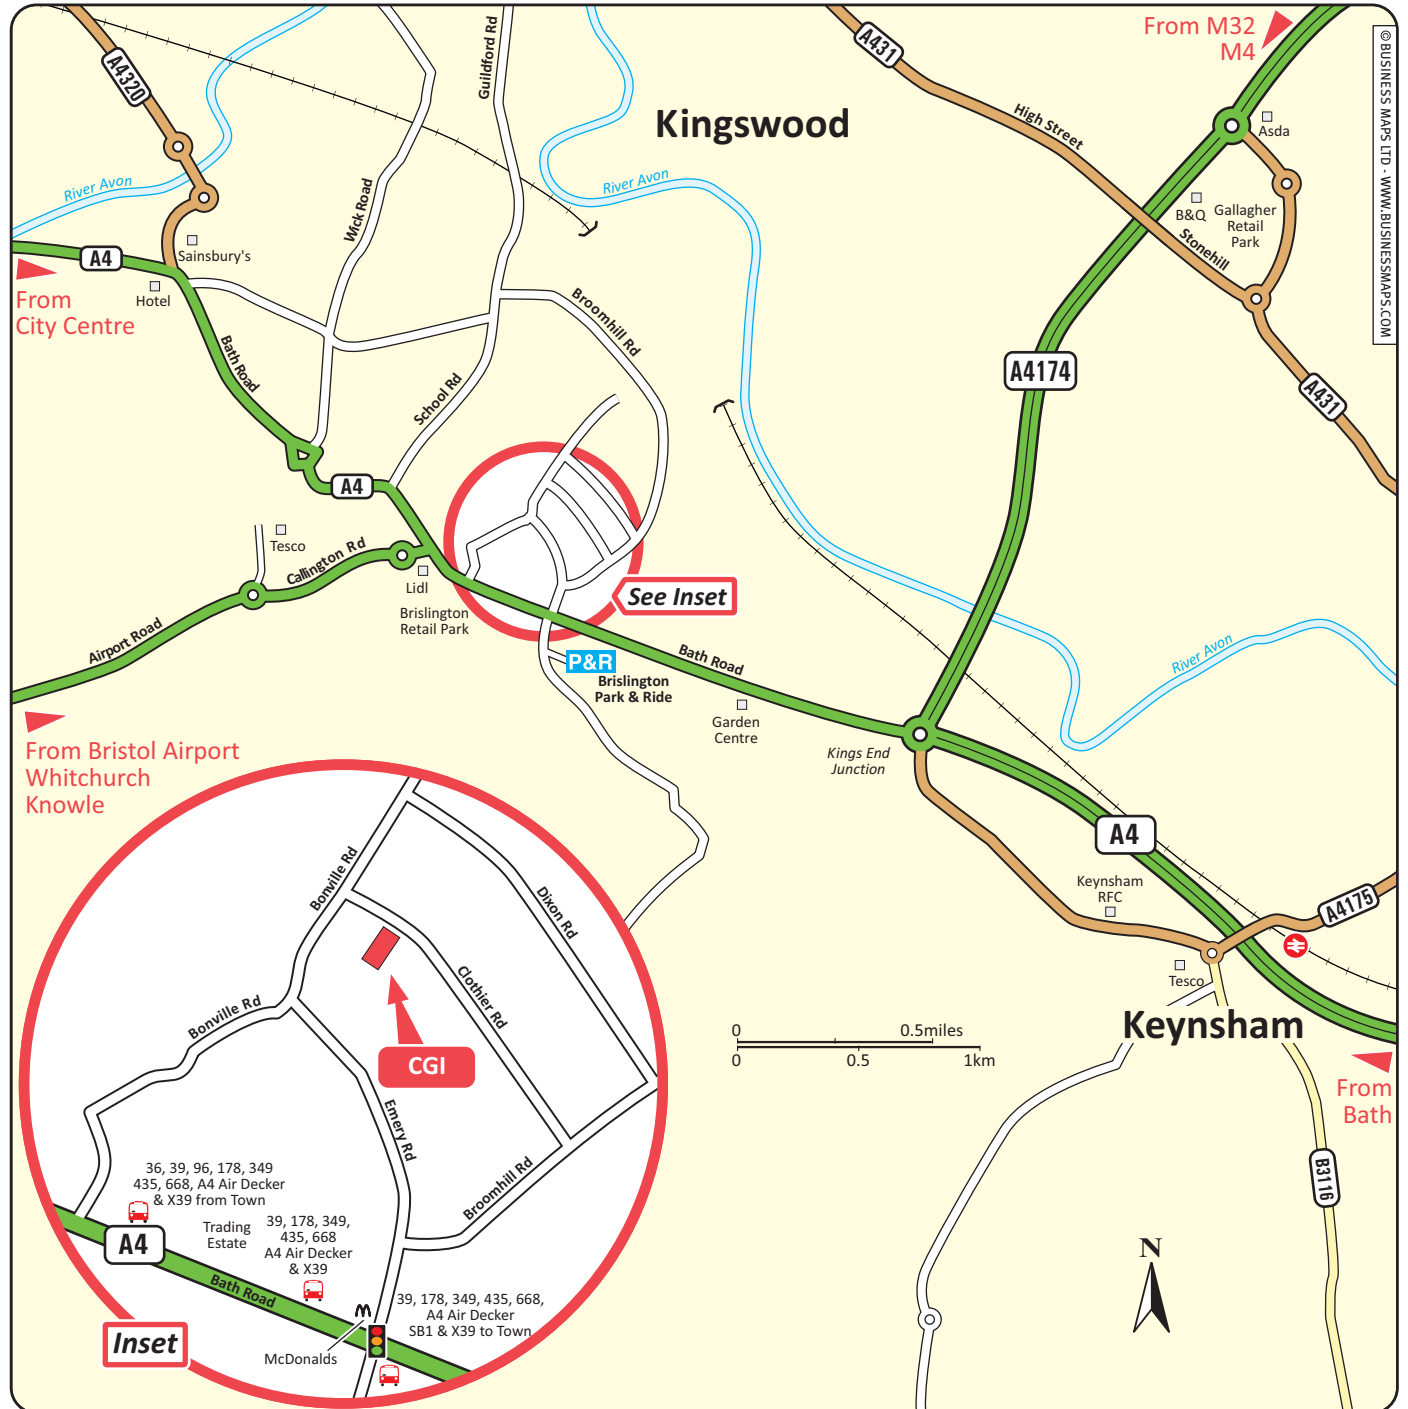 From M32
M4
© BUSINESS MAPS LTD - WWW.BUSINESSMAPS.COM
A4320
Guildford Rd
A431
Kingswood
High Street
Asda
River Avon
River Avon
Wick Road
B&Q
Gallagher
Retail
Park
Stonehill
Sainsbury's
A4
Hotel
From
City Centre
Broomhill Rd
Bath Road
School Rd
A4174
A431
A4
Tesco
Callington Rd
Lidl
Brislington
Retail Park
See Inset
Airport Road
P&R
Brislington
Park & Ride
Bath Road
River Avon
Garden
Centre
Kings End
Junction
From Bristol Airport
Whitchurch
Knowle
A4
Keynsham
RFC
A4175
Tesco
Keynsham
Bonville Rd
Dixon Rd
Clothier Rd
Bonville Rd
CGI
Emery Rd
Broomhill Rd
0
0.5miles
0
0.5
1km
From
Bath
B3116
N
36, 39, 96, 178, 349
435, 668, A4 Air Decker
& X39 from Town
A4
Trading
Estate
39, 178, 349,
435, 668
A4 Air Decker
& X39
Bath Road
39, 178, 349, 435, 668,
A4 Air Decker
SB1 & X39 to Town
McDonalds
Inset